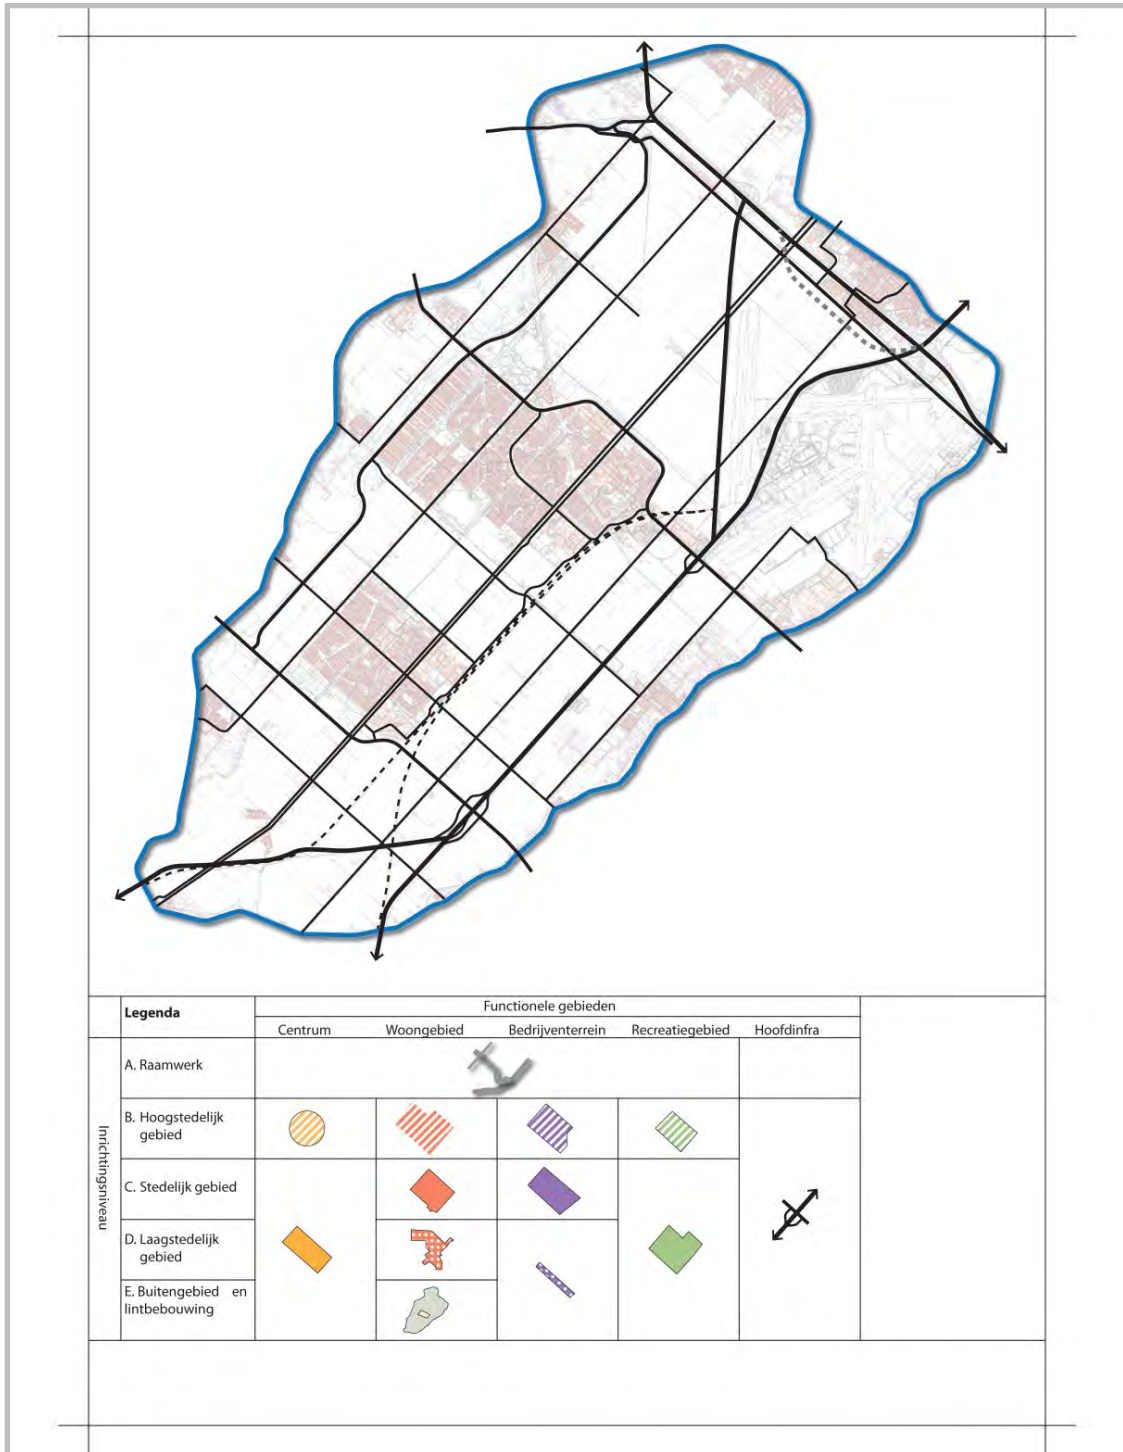 Legenda
Functionele gebieden
Centrum
Woongebied
Bedrijventerrein
Recreatiegebied
Hoofdinfra
Inrichtingsniveau
A. Raamwerk
B. Hoogstedelijk
gebied
C. Stedelijk gebied
D. Laagstedelijk
gebied
E. Buitengebied en
lintbebouwing